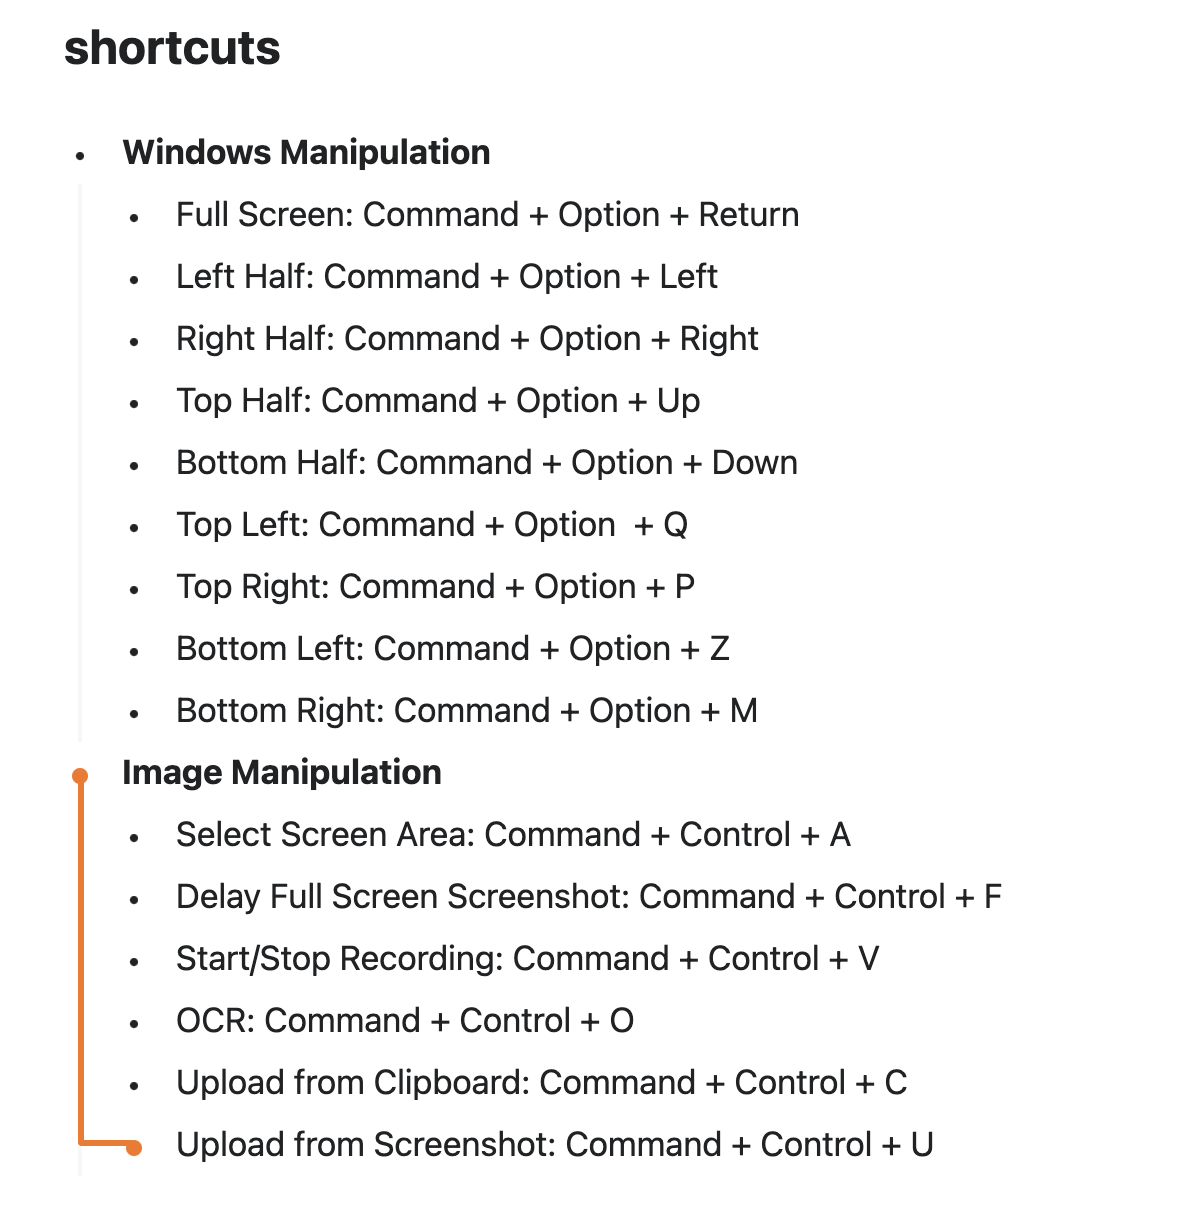 shortcuts
Windows Manipulation
Full Screen: Command + Option + Return
Left Half: Command + Option + Left
Right Half: Command + Option + Right
Top Half: Command + Option + Up
Bottom Half: Command + Option + Down
Top Left: Command + Option  + Q
Top Right: Command + Option + P
Bottom Left: Command + Option + Z
Bottom Right: Command + Option + M
Image Manipulation
Select Screen Area: Command + Control + A
Delay Full Screen Screenshot: Command + Control + F
Start/Stop Recording: Command + Control + V
OCR: Command + Control + O
Upload from Clipboard: Command + Control + C
Upload from Screenshot: Command + Control + U